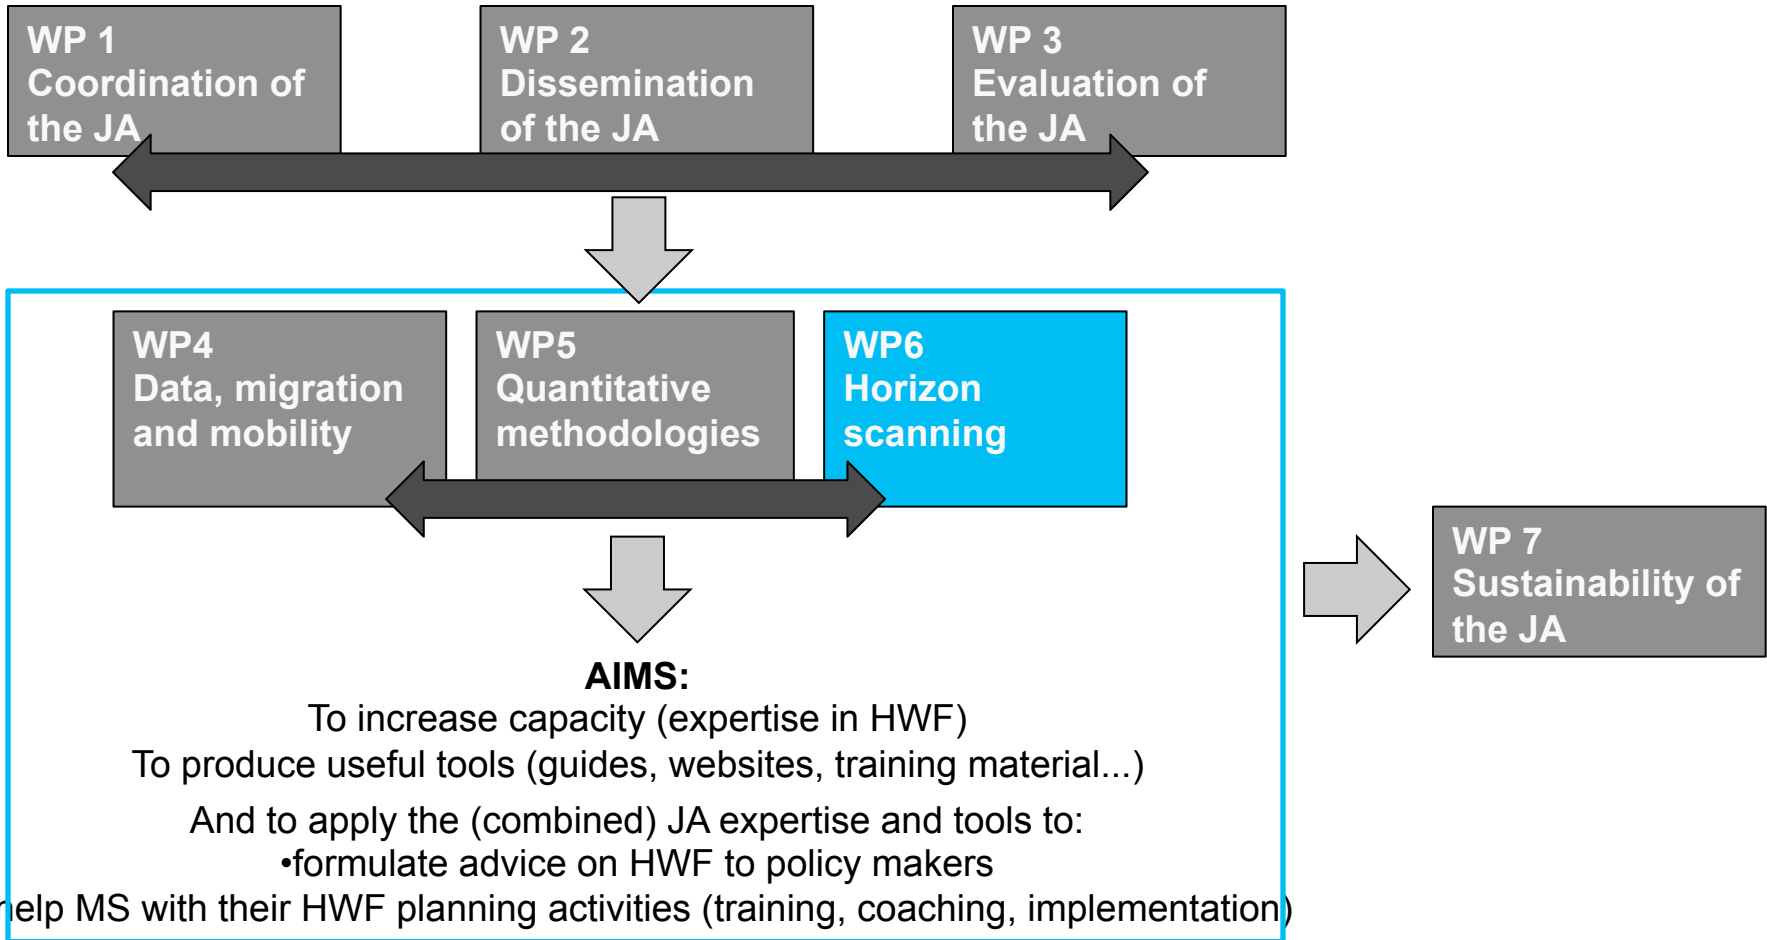 WP 1
Coordination of
the JA
WP 2
Dissemination
of the JA
WP 3
Evaluation of
the JA
WP4
Data, migration
and mobility
WP5
Quantitative
methodologies
WP6
Horizon
scanning
WP 7
Sustainability of
the JA
AIMS:
To increase capacity (expertise in HWF)
To produce useful tools (guides, websites, training material...)
And to apply the (combined) JA expertise and tools to:
•formulate advice on HWF to policy makers
help MS with their HWF planning activities (training, coaching, implementation)